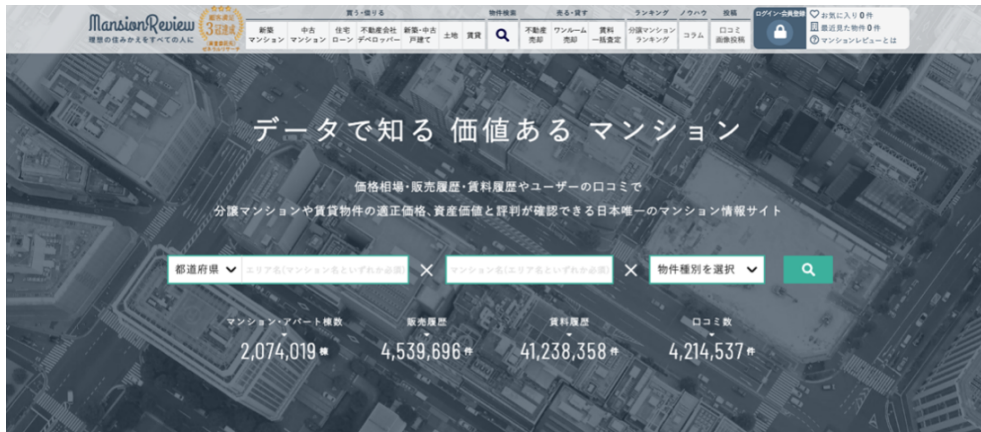 MansionReview
理想の住みかえをすべての人に
3冠達成
買う・借りる
物件検索
売る・貸す
ランキング
ノウハウ
投稿
新築
マンション
中古
マンション
住宅
ローン
不動産会社
デベロッパー
新築・中古
戸建て
土地
賃貸
不動産
売却
ワンルーム
売却
賃料
一括査定
分譲マンション
ランキング
コラム
口コミ
画像投稿
ログイン・会員登録
お気に入り0件
最近見た物件0件
マンションレビューとは
データで知る 価値ある マンション
価格相場・販売履歴・賃料履歴やユーザーの口コミで
分譲マンションや賃貸物件の適正価格、資産価値と評判が確認できる日本唯一のマンション情報サイト
都道府県 エリア名(マンション名といずれか必須) × マンション名(エリア名といずれか必須) × 物件種別を選択
マンション・アパート棟数 販売履歴 賃料履歴 口コミ数
2,074,019棟 4,539,696件 41,238,358件 4,214,537件